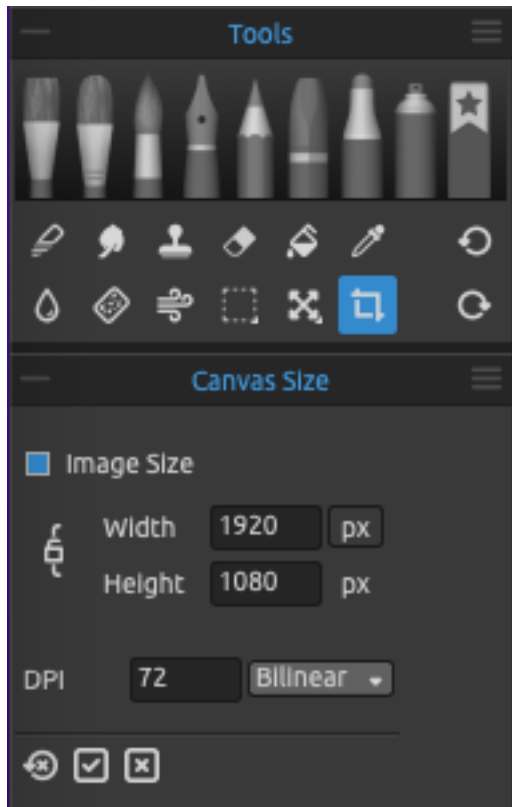 Tools
Canvas Size
Image Size
Width 1920 px
Height 1080 px
DPI 72 Bilinear